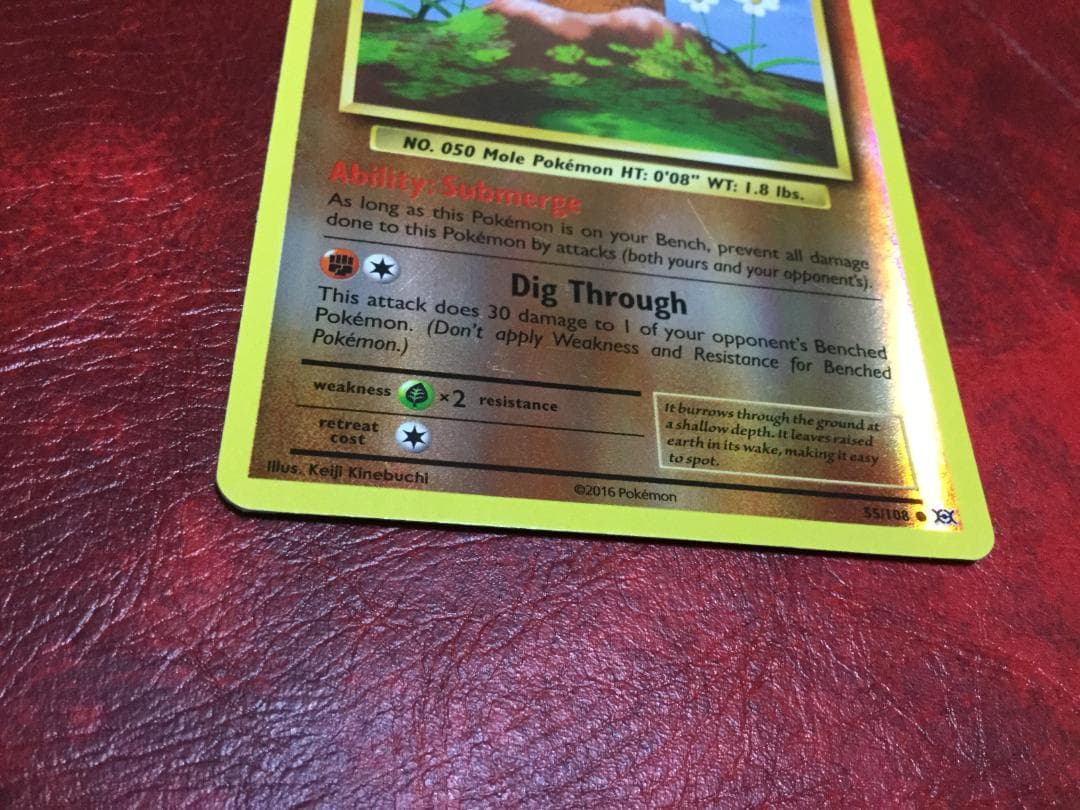 NO. 050 Mole Pokémon HT: 0'08" WT: 1.8 lbs.
Ability: Submerge
As long as this Pokémon is on your Bench, prevent all damage
done to this Pokémon by attacks (both yours and your opponent's).
Dig Through
This attack does 30 damage to 1 of your opponent's Benched
Pokémon. (Don't apply Weakness and Resistance for Benched
Pokémon.)
weakness ×2 resistance
retreat
cost
It burrows through the ground at
a shallow depth. It leaves raised
earth in its wake, making it easy
to spot.
Illus. Keiji Kinebuchi
©2016 Pokémon
55/108